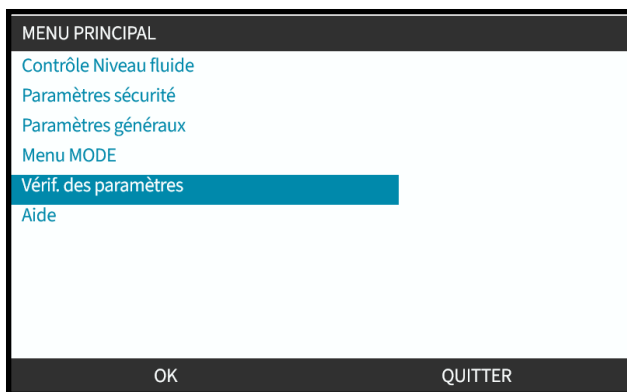 MENU PRINCIPAL
Contrôle Niveau fluide
Paramètres sécurité
Paramètres généraux
Menu MODE
Vérif. des paramètres
Aide
OK QUITTER